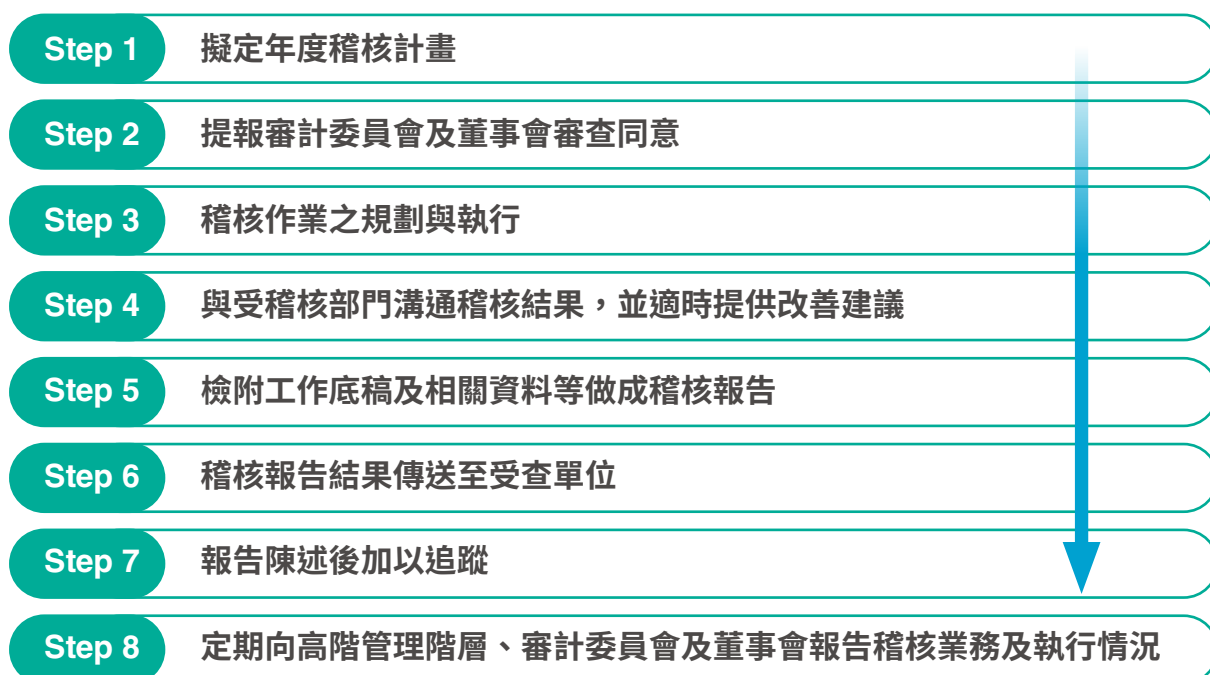 Step 1 擬定年度稽核計畫
Step 2 提報審計委員會及董事會審查同意
Step 3 稽核作業之規劃與執行
Step 4 與受稽核部門溝通稽核結果，並適時提供改善建議
Step 5 檢附工作底稿及相關資料等做成稽核報告
Step 6 稽核報告結果傳送至受查單位
Step 7 報告陳述後加以追蹤
Step 8 定期向高階管理階層、審計委員會及董事會報告稽核業務及執行情況